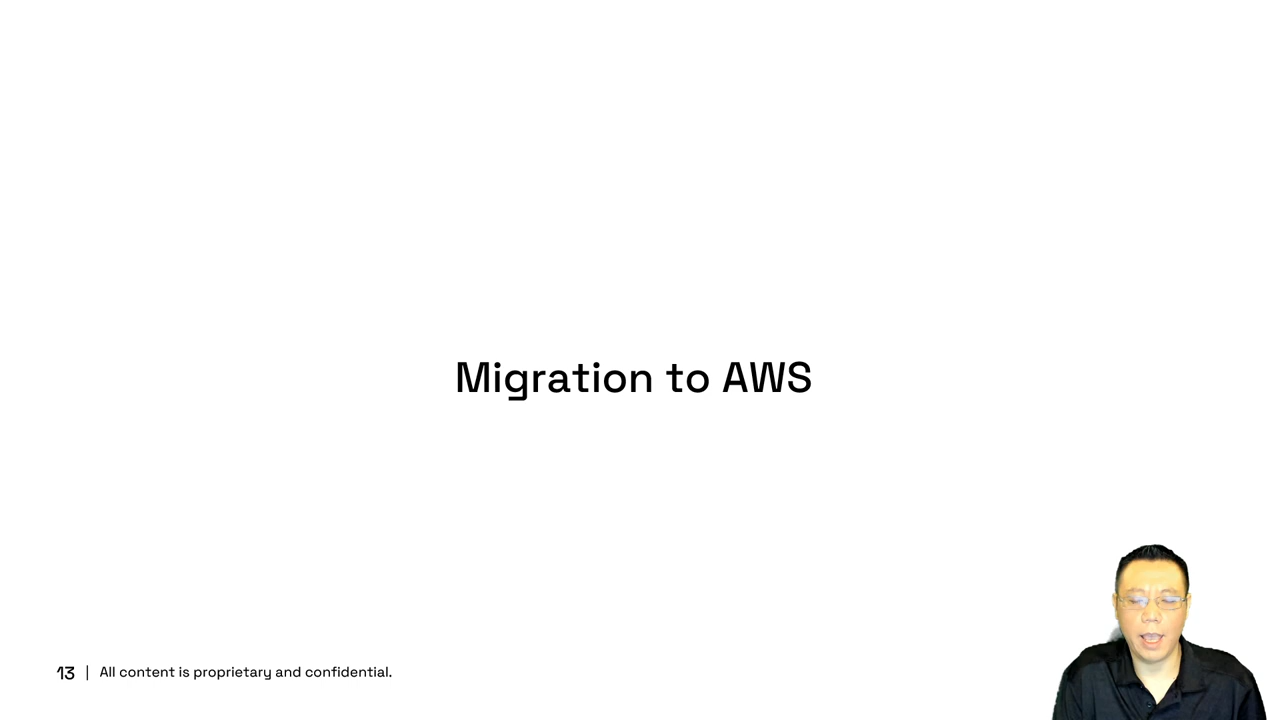 Migration to AWS
13 | All content is proprietary and confidential.